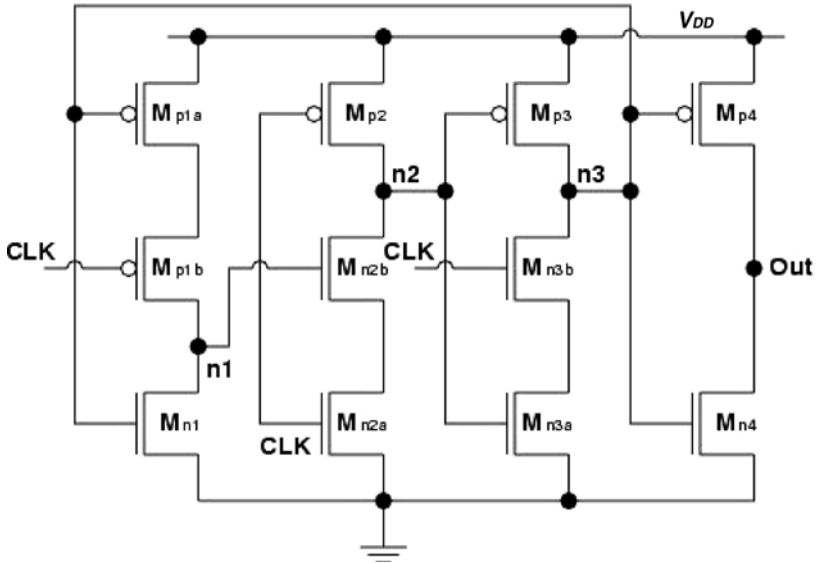 VDD
Mp1a
Mp2
Mp3
Mp4
n2
n3
CLK
Mp1b
Mn2b
CLK
Mn3b
Out
n1
Mn1
CLK
Mn2a
Mn3a
Mn4